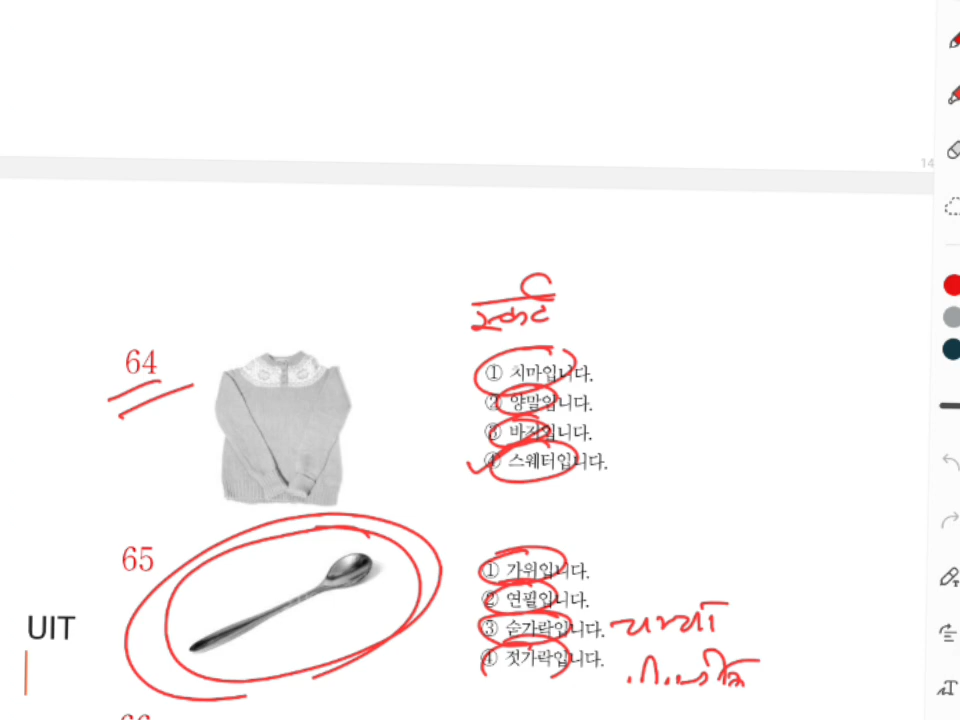 14
64
① 치마입니다.
② 양말입니다.
③ 바지입니다.
④ 스웨터입니다.
65
① 가위입니다.
② 연필입니다.
③ 숟가락입니다.
④ 젓가락입니다.
UIT
66